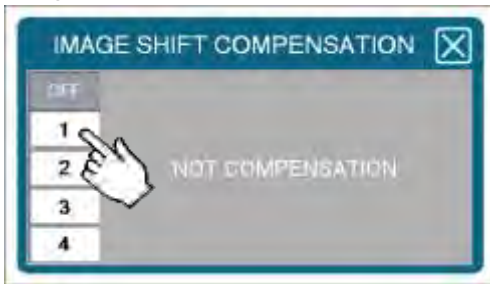 IMAGE SHIFT COMPENSATION
OFF
1
2 NOT COMPENSATION
3
4